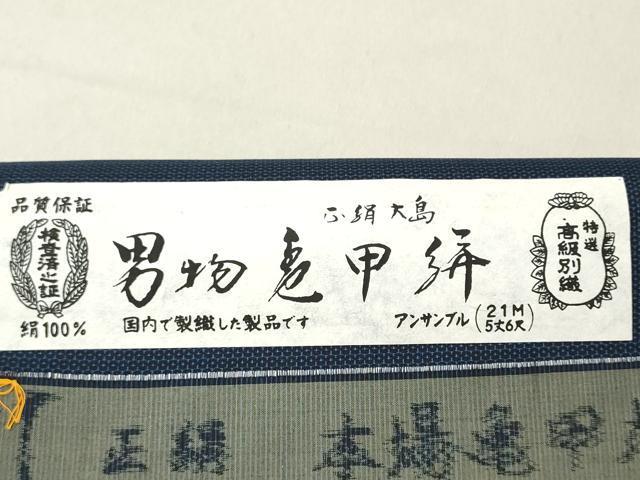 品質保証
検査済之証
絹100%
正絹大島
男物亀甲絣
国内で製織した製品です
アンサンブル(21M 5丈6尺)
特選
高級別織
正絹 本場亀甲大